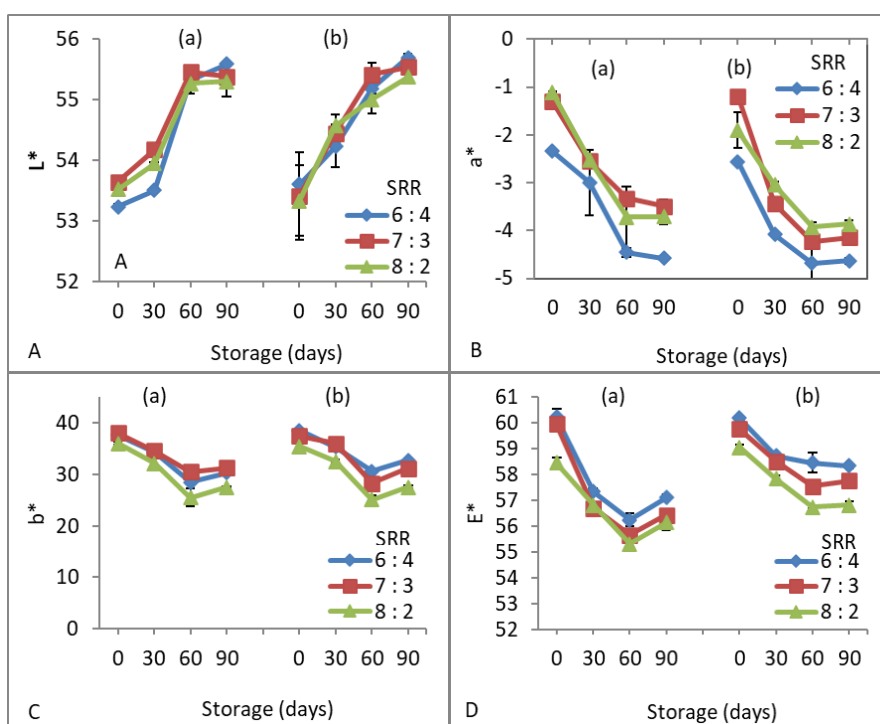 (a) (b)
56
55
54
53
52
L*
SRR
6 : 4
7 : 3
8 : 2
A
0 30 60 90 0 30 60 90
A
Storage (days)
-0
-1
-2
-3
-4
-5
a*
(a) (b)
SRR
6 : 4
7 : 3
8 : 2
0 30 60 90 0 30 60 90
B
Storage (days)
(a) (b)
40
30
20
10
0
b*
SRR
6 : 4
7 : 3
8 : 2
0 30 60 90 0 30 60 90
C
Storage (days)
(a) (b)
61
60
59
58
57
56
55
54
53
52
E*
SRR
6 : 4
7 : 3
8 : 2
0 30 60 90 0 30 60 90
D
Storage (days)